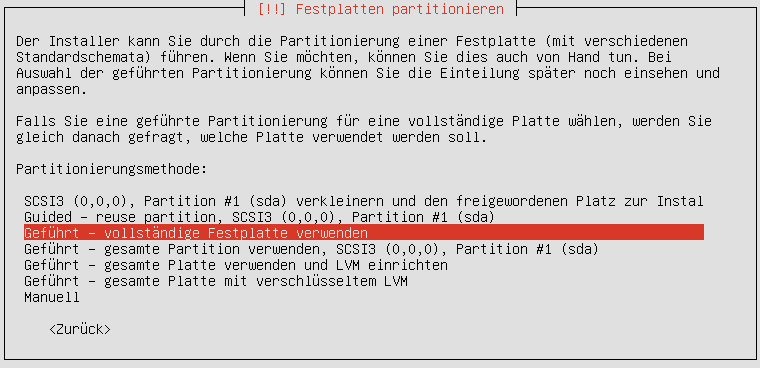 [!!] Festplatten partitionieren
Der Installer kann Sie durch die Partitionierung einer Festplatte (mit verschiedenen
Standardschemata) führen. Wenn Sie möchten, können Sie dies auch von Hand tun. Bei
Auswahl der geführten Partitionierung können Sie die Einteilung später noch einsehen und
anpassen.
Falls Sie eine geführte Partitionierung für eine vollständige Platte wählen, werden Sie
gleich danach gefragt, welche Platte verwendet werden soll.
Partitionierungsmethode:
SCSI3 (0,0,0), Partition #1 (sda) verkleinern und den freigewordenen Platz zur Instal
Guided - reuse partition, SCSI3 (0,0,0), Partition #1 (sda)
Geführt - vollständige Festplatte verwenden
Geführt - gesamte Partition verwenden, SCSI3 (0,0,0), Partition #1 (sda)
Geführt - gesamte Platte verwenden und LVM einrichten
Geführt - gesamte Platte mit verschlüsseltem LVM
Manuell
<Zurück>